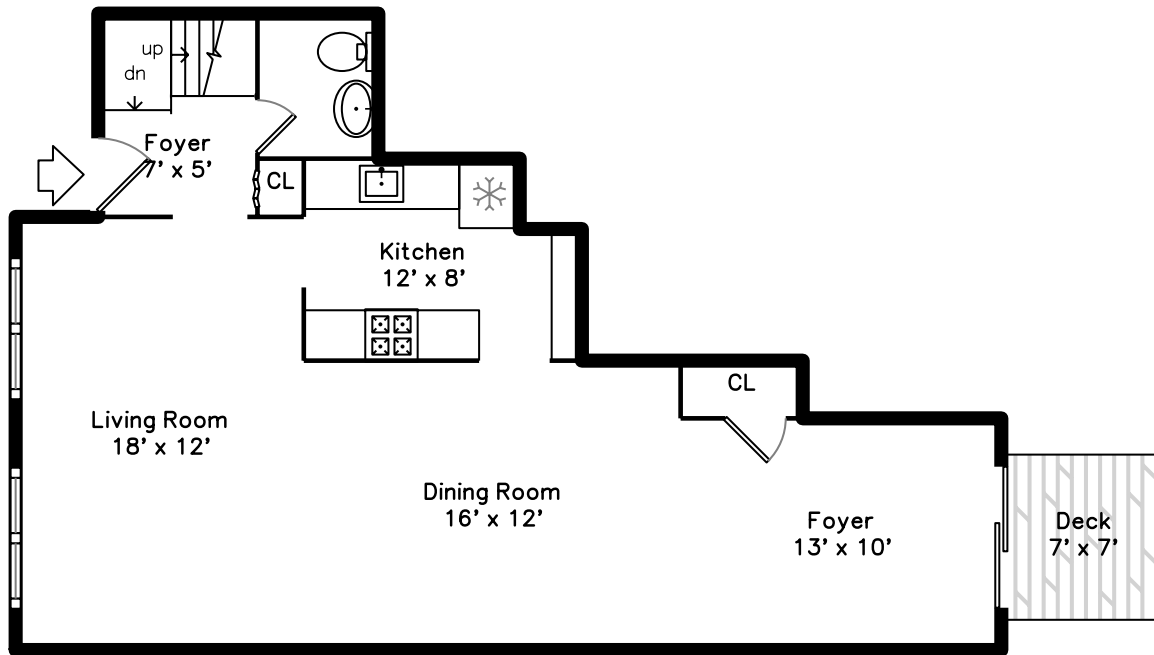 up
dn
Foyer
7' x 5'
CL
Kitchen
12' x 8'
CL
Living Room
18' x 12'
Dining Room
16' x 12'
Foyer
13' x 10'
Deck
7' x 7'